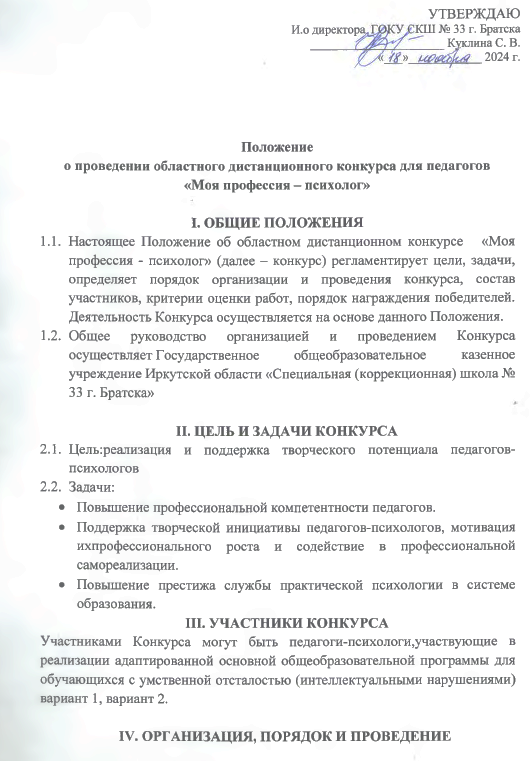 УТВЕРЖДАЮ
И.о директора, ГОКУ СКШ № 33 г. Братска
Куклина С. В.
« 18 » ноября 2024 г.
Положение
о проведении областного дистанционного конкурса для педагогов
«Моя профессия – психолог»
I. ОБЩИЕ ПОЛОЖЕНИЯ
1.1. Настоящее Положение об областном дистанционном конкурсе «Моя
профессия - психолог» (далее – конкурс) регламентирует цели, задачи,
определяет порядок организации и проведения конкурса, состав
участников, критерии оценки работ, порядок награждения победителей.
Деятельность Конкурса осуществляется на основе данного Положения.
1.2. Общее руководство организацией и проведением Конкурса
осуществляет Государственное общеобразовательное казенное
учреждение Иркутской области «Специальная (коррекционная) школа №
33 г. Братска»
II. ЦЕЛЬ И ЗАДАЧИ КОНКУРСА
2.1. Цель:реализация и поддержка творческого потенциала педагогов-
психологов
2.2. Задачи:
• Повышение профессиональной компетентности педагогов.
• Поддержка творческой инициативы педагогов-психологов, мотивация
ихпрофессионального роста и содействие в профессиональной
самореализации.
• Повышение престижа службы практической психологии в системе
образования.
III. УЧАСТНИКИ КОНКУРСА
Участниками Конкурса могут быть педагоги-психологи,участвующие в
реализации адаптированной основной общеобразовательной программы для
обучающихся с умственной отсталостью (интеллектуальными нарушениями)
вариант 1, вариант 2.
IV. ОРГАНИЗАЦИЯ, ПОРЯДОК И ПРОВЕДЕНИЕ